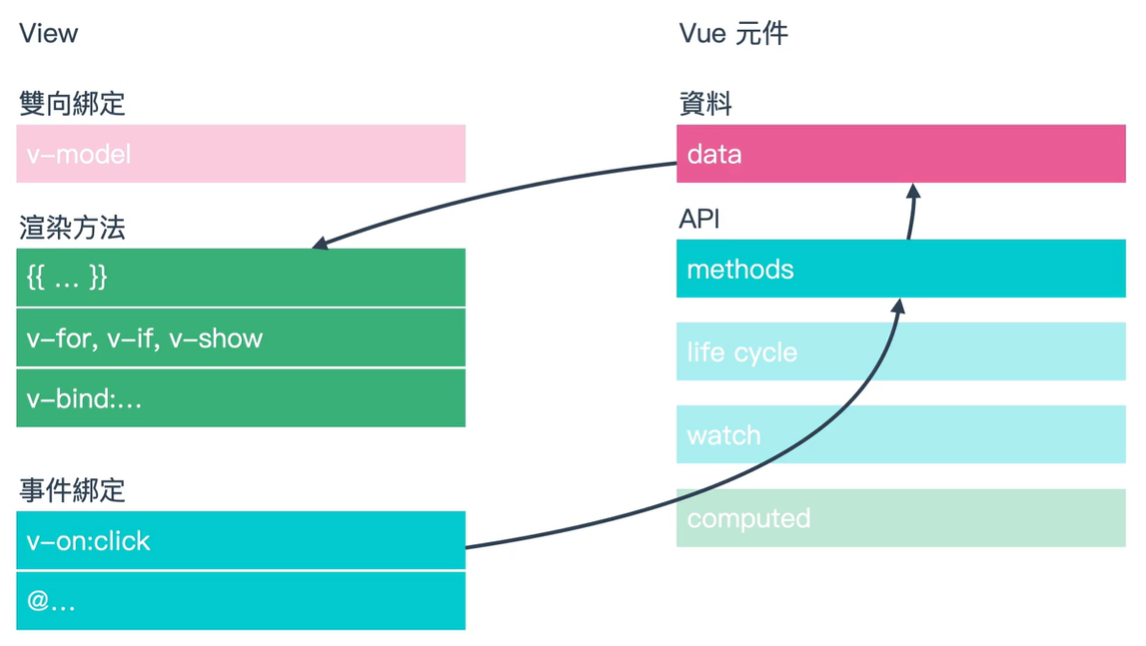 View
雙向綁定
v-model
渲染方法
{{ ... }}
v-for, v-if, v-show
v-bind:...
事件綁定
v-on:click
@...
Vue 元件
資料
data
API
methods
life cycle
watch
computed